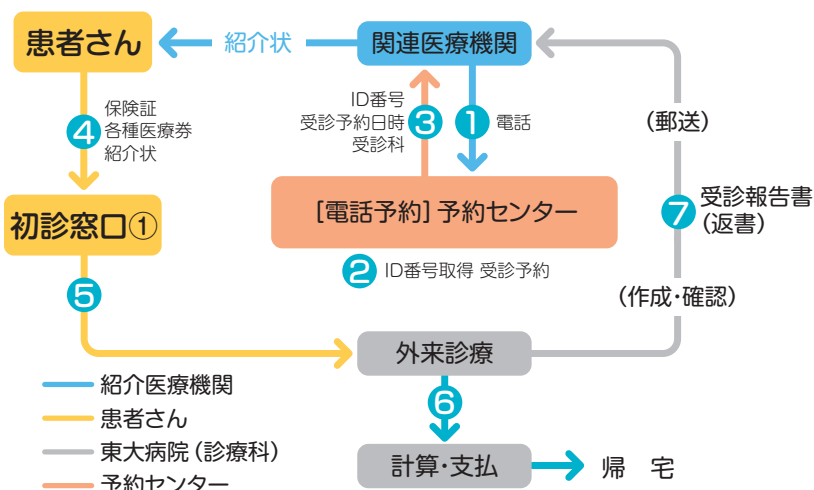 患者さん
紹介状
関連医療機関
④
保険証
各種医療券
紹介状
ID番号
受診予約日時
受診科
③
①
電話
(郵送)
初診窓口①
[電話予約] 予約センター
② ID番号取得 受診予約
⑦
受診報告書
(返書)
⑤
(作成・確認)
外来診療
⑥
計算・支払
帰 宅
紹介医療機関
患者さん
東大病院(診療科)
予約センター